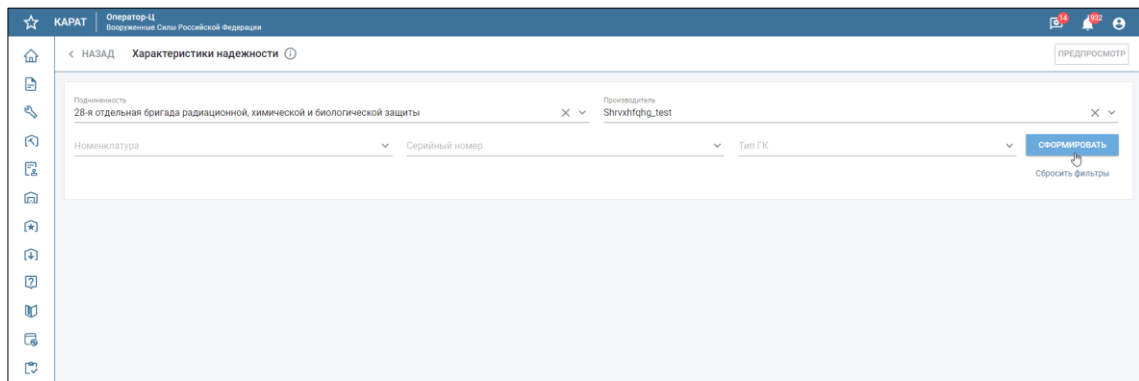 КАРАТ
Оператор-Ц
Вооруженные Силы Российской Федерации
14
932
< НАЗАД Характеристики надежности
ПРЕДПРОСМОТР
Подчиненность
28-я отдельная бригада радиационной, химической и биологической защиты
Производитель
Shrvxhfqhg_test
Номенклатура
Серийный номер
Тип ГК
СФОРМИРОВАТЬ
Сбросить фильтры